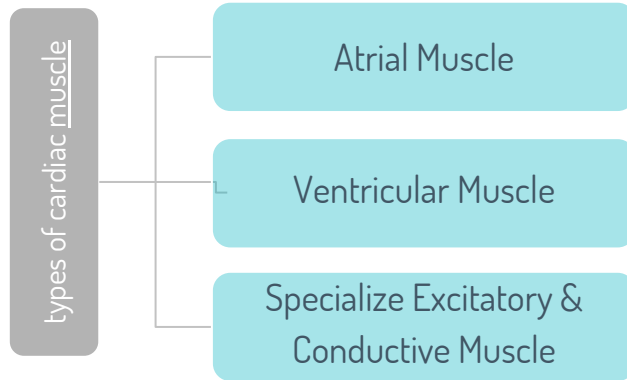 types of cardiac muscle
Atrial Muscle
Ventricular Muscle
Specialize Excitatory &
Conductive Muscle